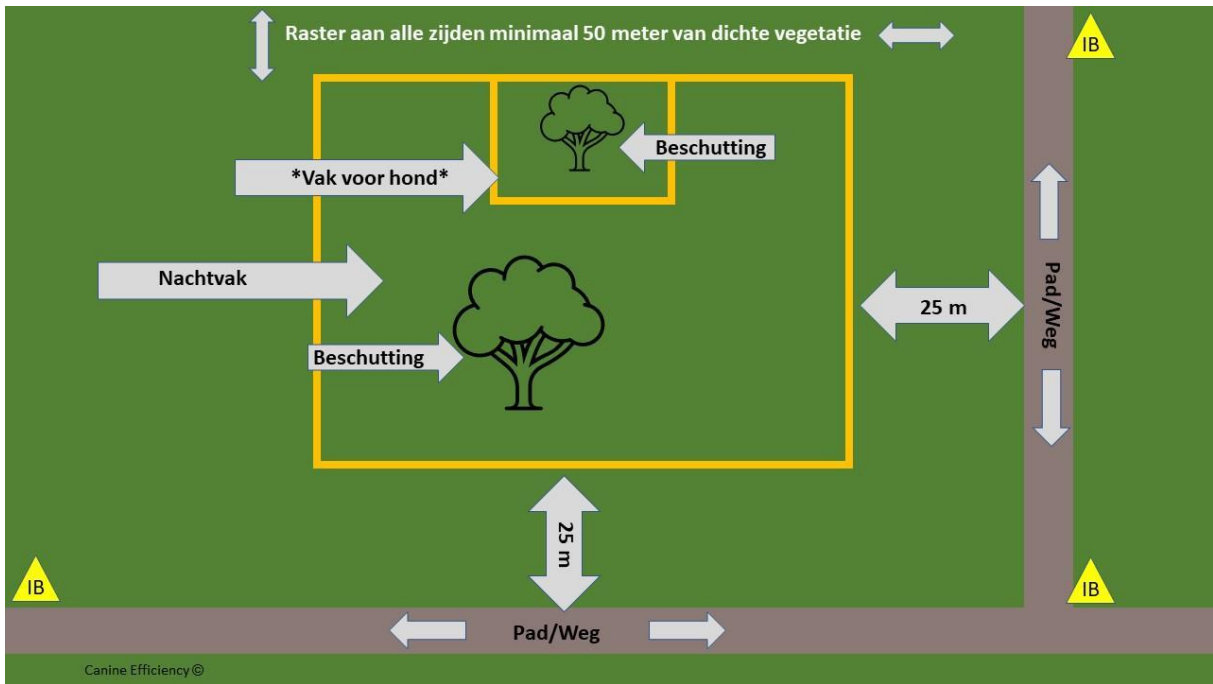 Raster aan alle zijden minimaal 50 meter van dichte vegetatie
IB
Beschutting
*Vak voor hond*
Nachtvak
25 m
Pad/Weg
Beschutting
25 m
IB
IB
Pad/Weg
Canine Efficiency ©